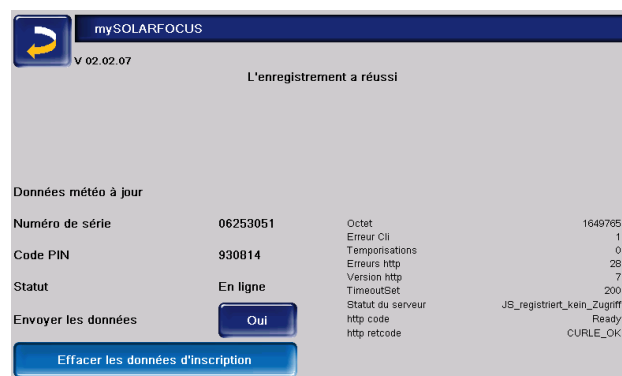 mySOLARFOCUS
V 02.02.07
L'enregistrement a réussi
Données météo à jour
Numéro de série 06253051
Code PIN 930814
Statut En ligne
Envoyer les données Oui
Effacer les données d'inscription
Octet 1649765
Erreur Cli 1
Temporisations 0
Erreurs http 28
Version http 7
TimeoutSet 200
Statut du serveur JS_registriert_kein_Zugriff
http code Ready
http retcode CURLE_OK